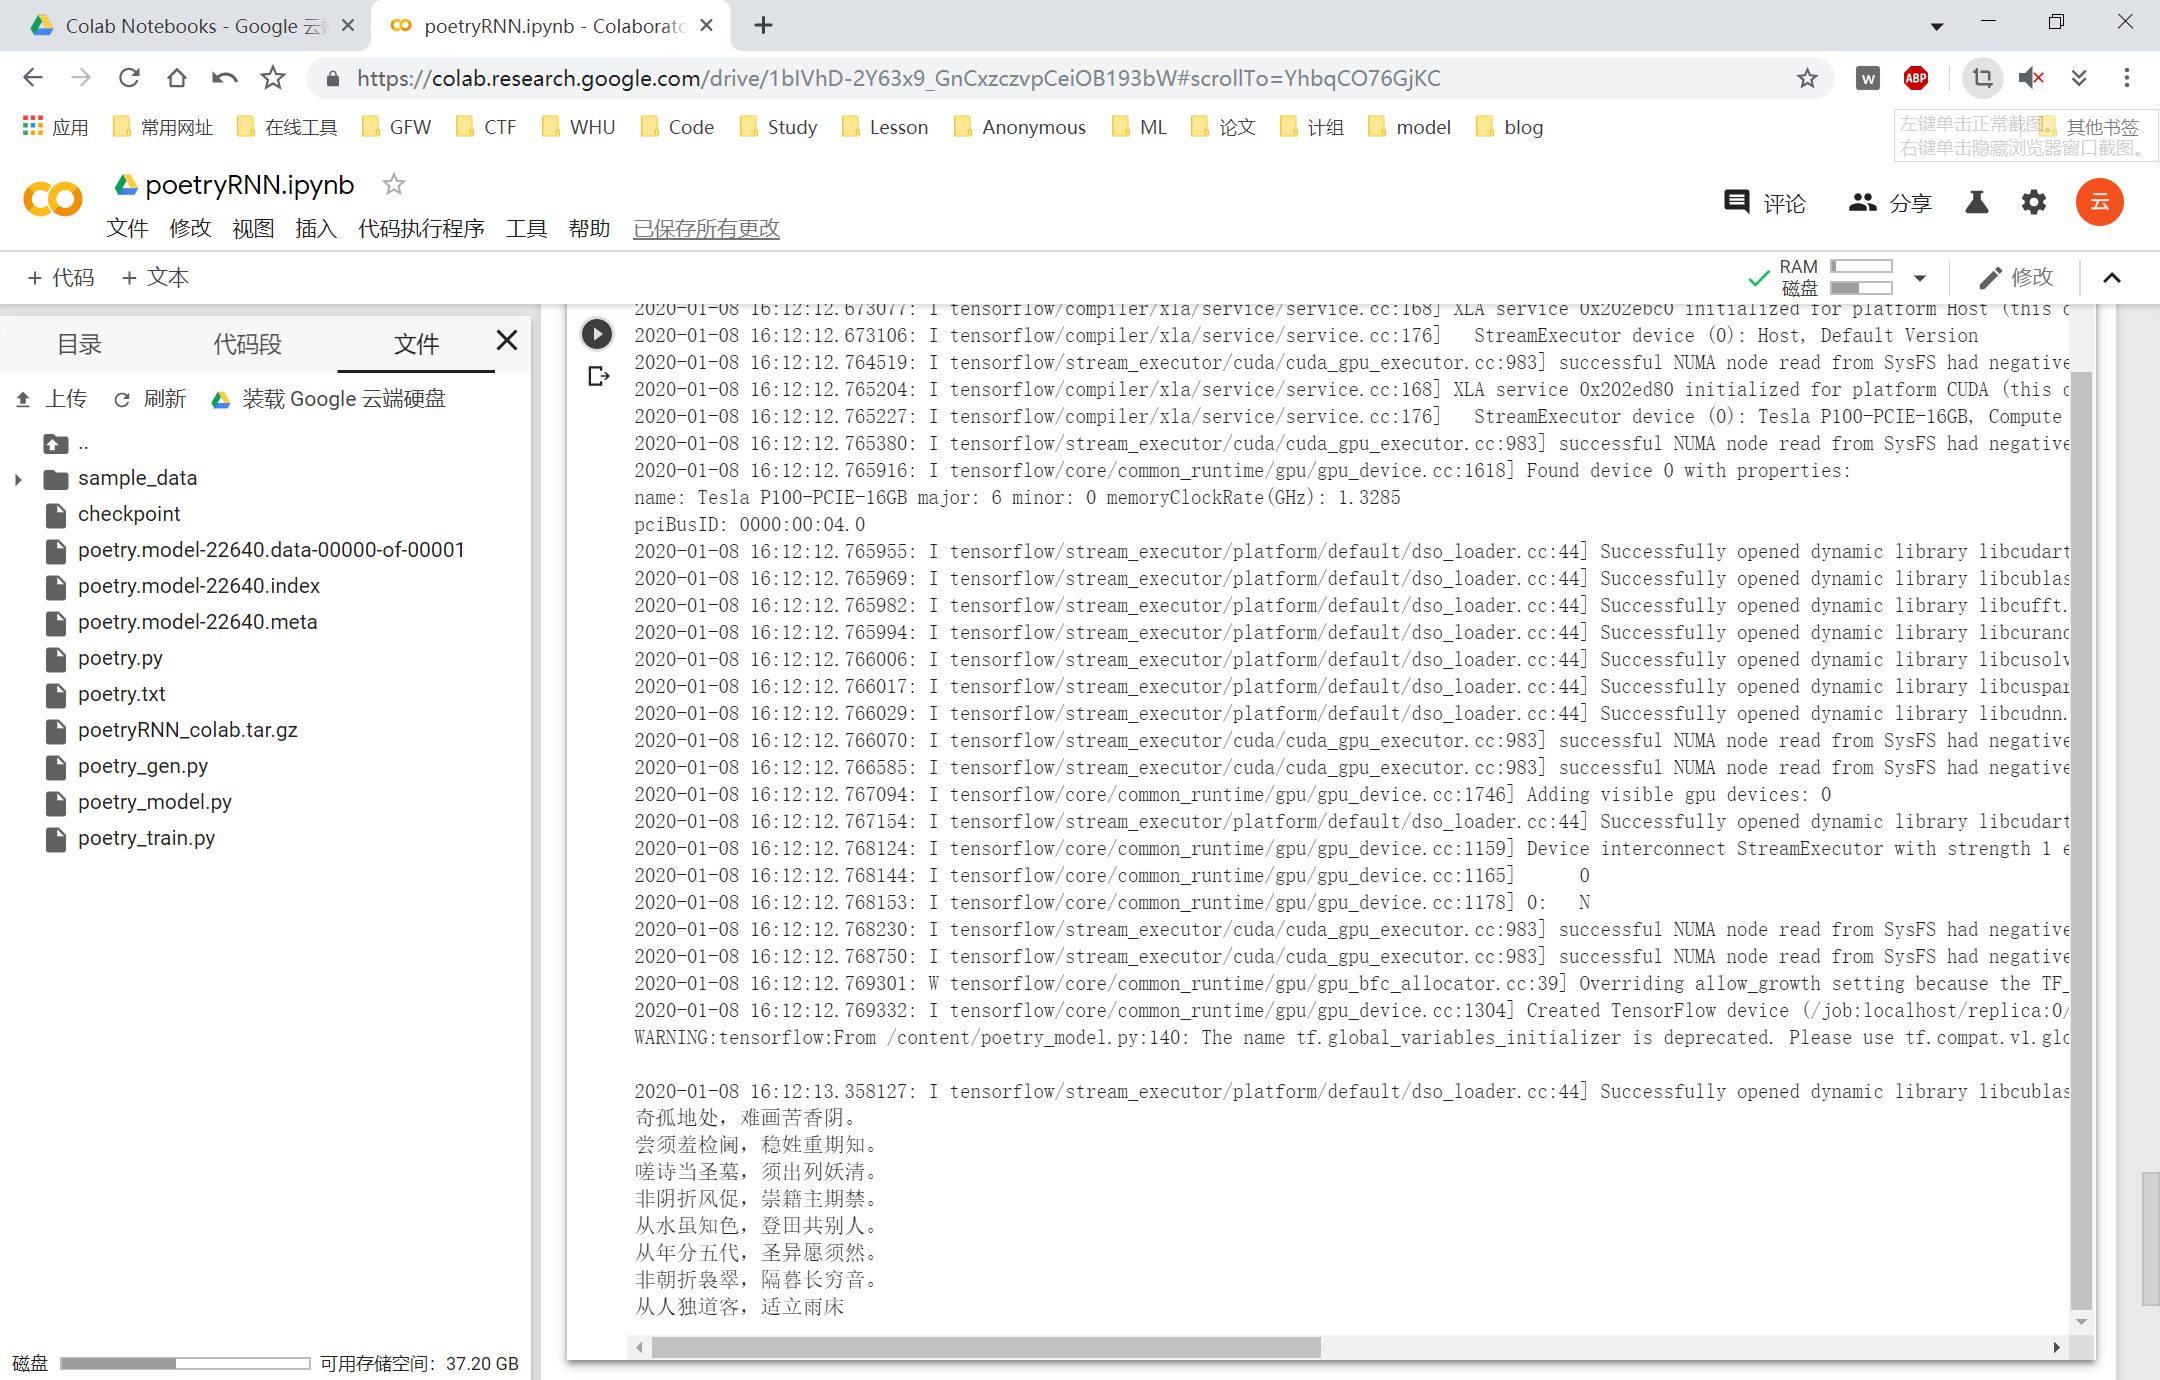 Colab Notebooks - Google 云端
poetryRNN.ipynb - Colaborato
https://colab.research.google.com/drive/1bIVhD-2Y63x9_GnCxzczvpCeiOB193bW#scrollTo=YhbqCO76GjKC
W
ABP
应用
常用网址
在线工具
GFW
CTF
WHU
Code
Study
Lesson
Anonymous
ML
论文
计组
model
blog
其他书签
左键单击正常截图。
右键单击隐藏浏览器窗口截图。
poetryRNN.ipynb
评论
分享
云
文件 修改 视图 插入 代码执行程序 工具 帮助 已保存所有更改
+ 代码 + 文本
RAM
磁盘
修改
目录 代码段 文件
上传 刷新 装载 Google 云端硬盘
..
sample_data
checkpoint
poetry.model-22640.data-00000-of-00001
poetry.model-22640.index
poetry.model-22640.meta
poetry.py
poetry.txt
poetryRNN_colab.tar.gz
poetry_gen.py
poetry_model.py
poetry_train.py
磁盘 可用存储空间：37.20 GB
2020-01-08 16:12:12.673077: I tensorflow/compiler/xla/service/service.cc:168] XLA service 0x202ebc0 initialized for platform Host (this
2020-01-08 16:12:12.673106: I tensorflow/compiler/xla/service/service.cc:176]   StreamExecutor device (0): Host, Default Version
2020-01-08 16:12:12.764519: I tensorflow/stream_executor/cuda/cuda_gpu_executor.cc:983] successful NUMA node read from SysFS had negative
2020-01-08 16:12:12.765204: I tensorflow/compiler/xla/service/service.cc:168] XLA service 0x202ed80 initialized for platform CUDA (this
2020-01-08 16:12:12.765227: I tensorflow/compiler/xla/service/service.cc:176]   StreamExecutor device (0): Tesla P100-PCIE-16GB, Compute
2020-01-08 16:12:12.765380: I tensorflow/stream_executor/cuda/cuda_gpu_executor.cc:983] successful NUMA node read from SysFS had negative
2020-01-08 16:12:12.765916: I tensorflow/core/common_runtime/gpu/gpu_device.cc:1618] Found device 0 with properties:
name: Tesla P100-PCIE-16GB major: 6 minor: 0 memoryClockRate(GHz): 1.3285
pciBusID: 0000:00:04.0
2020-01-08 16:12:12.765955: I tensorflow/stream_executor/platform/default/dso_loader.cc:44] Successfully opened dynamic library libcudart
2020-01-08 16:12:12.765969: I tensorflow/stream_executor/platform/default/dso_loader.cc:44] Successfully opened dynamic library libcublas
2020-01-08 16:12:12.765982: I tensorflow/stream_executor/platform/default/dso_loader.cc:44] Successfully opened dynamic library libcufft.
2020-01-08 16:12:12.765994: I tensorflow/stream_executor/platform/default/dso_loader.cc:44] Successfully opened dynamic library libcurand
2020-01-08 16:12:12.766006: I tensorflow/stream_executor/platform/default/dso_loader.cc:44] Successfully opened dynamic library libcusolv
2020-01-08 16:12:12.766017: I tensorflow/stream_executor/platform/default/dso_loader.cc:44] Successfully opened dynamic library libcuspar
2020-01-08 16:12:12.766029: I tensorflow/stream_executor/platform/default/dso_loader.cc:44] Successfully opened dynamic library libcudnn.
2020-01-08 16:12:12.766070: I tensorflow/stream_executor/cuda/cuda_gpu_executor.cc:983] successful NUMA node read from SysFS had negative
2020-01-08 16:12:12.766585: I tensorflow/stream_executor/cuda/cuda_gpu_executor.cc:983] successful NUMA node read from SysFS had negative
2020-01-08 16:12:12.767094: I tensorflow/core/common_runtime/gpu/gpu_device.cc:1746] Adding visible gpu devices: 0
2020-01-08 16:12:12.767154: I tensorflow/stream_executor/platform/default/dso_loader.cc:44] Successfully opened dynamic library libcudart
2020-01-08 16:12:12.768124: I tensorflow/core/common_runtime/gpu/gpu_device.cc:1159] Device interconnect StreamExecutor with strength 1 e
2020-01-08 16:12:12.768144: I tensorflow/core/common_runtime/gpu/gpu_device.cc:1165]      0
2020-01-08 16:12:12.768153: I tensorflow/core/common_runtime/gpu/gpu_device.cc:1178] 0:   N
2020-01-08 16:12:12.768230: I tensorflow/stream_executor/cuda/cuda_gpu_executor.cc:983] successful NUMA node read from SysFS had negative
2020-01-08 16:12:12.768750: I tensorflow/stream_executor/cuda/cuda_gpu_executor.cc:983] successful NUMA node read from SysFS had negative
2020-01-08 16:12:12.769301: W tensorflow/core/common_runtime/gpu/gpu_bfc_allocator.cc:39] Overriding allow_growth setting because the TF_
2020-01-08 16:12:12.769332: I tensorflow/core/common_runtime/gpu/gpu_device.cc:1304] Created TensorFlow device (/job:localhost/replica:0/
WARNING:tensorflow:From /content/poetry_model.py:140: The name tf.global_variables_initializer is deprecated. Please use tf.compat.v1.glo
2020-01-08 16:12:13.358127: I tensorflow/stream_executor/platform/default/dso_loader.cc:44] Successfully opened dynamic library libcublas
奇孤地处，难画苦香阴。
尝须羞检阃，稳姓重期知。
嗟诗当圣墓，须出列妖清。
非阴折风促，崇籍主期禁。
从水虽知色，登田共别人。
从年分五代，圣异愿须然。
非朝折袅翠，隔暮长穷音。
从人独道客，适立雨床